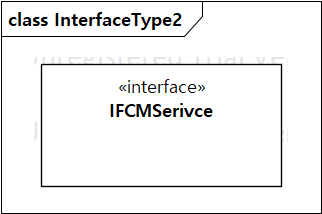 class InterfaceType2
«interface»
IFCMSerivce